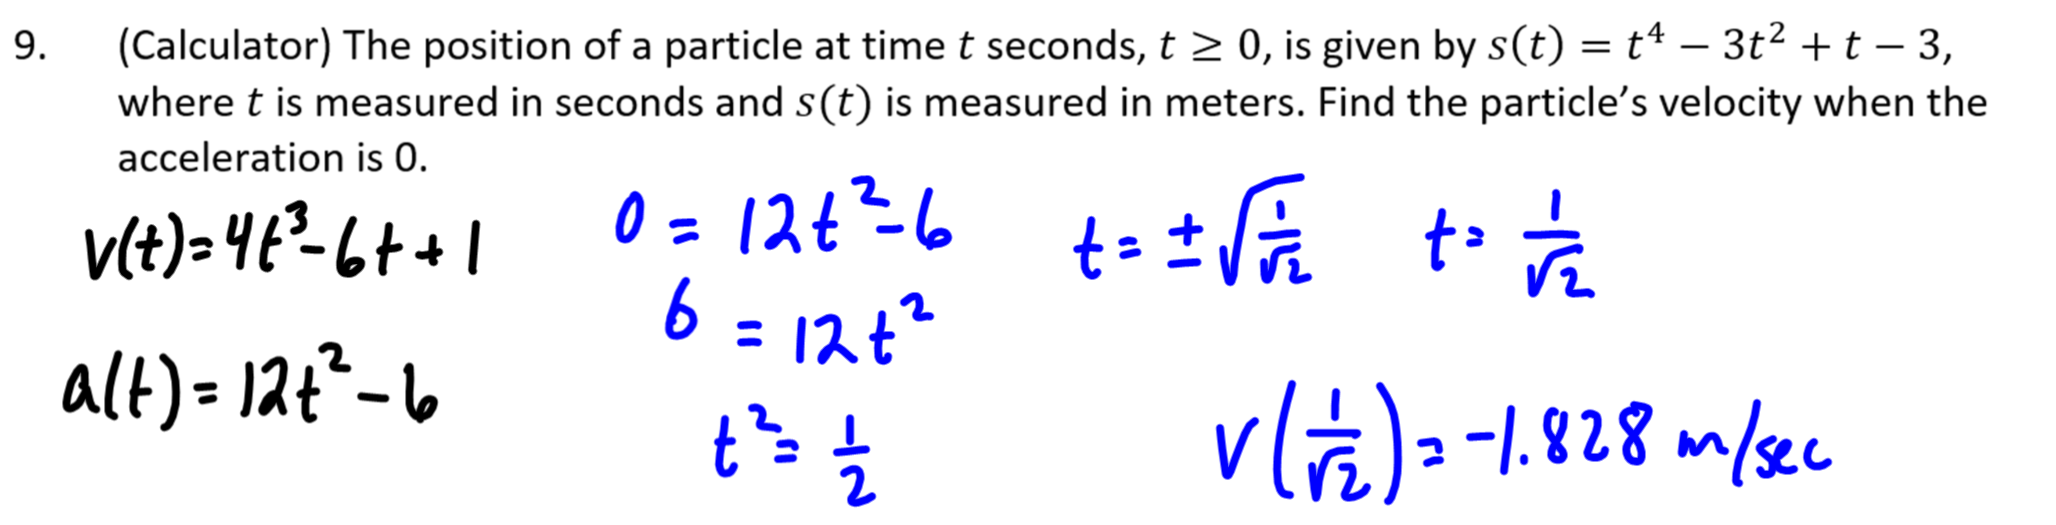 9. (Calculator) The position of a particle at time t seconds, t ≥ 0, is given by s(t) = t⁴ − 3t² + t − 3,
where t is measured in seconds and s(t) is measured in meters. Find the particle's velocity when the
acceleration is 0.
v(t)=4t³-6t+1
a(t)=12t²-6
0 = 12t²-6
6 = 12t²
t² = 1/2
t = ±√(1/√2)
t = 1/√2
v(1/√2) = -1.828 m/sec